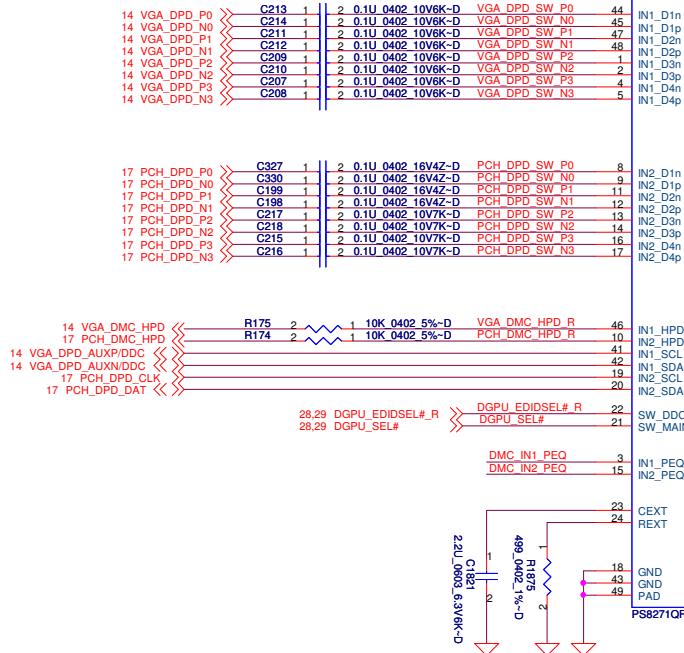 14 VGA_DPD_P0 C213 1 2 0.1U_0402_10V6K~D VGA_DPD_SW_P0 44 IN1_D1n
14 VGA_DPD_N0 C214 1 2 0.1U_0402_10V6K~D VGA_DPD_SW_N0 45 IN1_D1p
14 VGA_DPD_P1 C211 1 2 0.1U_0402_10V6K~D VGA_DPD_SW_P1 47 IN1_D2n
14 VGA_DPD_N1 C212 1 2 0.1U_0402_10V6K~D VGA_DPD_SW_N1 48 IN1_D2p
14 VGA_DPD_P2 C209 1 2 0.1U_0402_10V6K~D VGA_DPD_SW_P2 1 IN1_D3n
14 VGA_DPD_N2 C210 1 2 0.1U_0402_10V6K~D VGA_DPD_SW_N2 2 IN1_D3p
14 VGA_DPD_P3 C207 1 2 0.1U_0402_10V6K~D VGA_DPD_SW_P3 4 IN1_D4n
14 VGA_DPD_N3 C208 1 2 0.1U_0402_10V6K~D VGA_DPD_SW_N3 5 IN1_D4p
17 PCH_DPD_P0 C327 1 2 0.1U_0402_16V4Z~D PCH_DPD_SW_P0 8 IN2_D1n
17 PCH_DPD_N0 C330 1 2 0.1U_0402_16V4Z~D PCH_DPD_SW_N0 9 IN2_D1p
17 PCH_DPD_P1 C199 1 2 0.1U_0402_16V4Z~D PCH_DPD_SW_P1 11 IN2_D2n
17 PCH_DPD_N1 C198 1 2 0.1U_0402_16V4Z~D PCH_DPD_SW_N1 12 IN2_D2p
17 PCH_DPD_P2 C217 1 2 0.1U_0402_10V7K~D PCH_DPD_SW_P2 13 IN2_D3n
17 PCH_DPD_N2 C218 1 2 0.1U_0402_10V7K~D PCH_DPD_SW_N2 14 IN2_D3p
17 PCH_DPD_P3 C215 1 2 0.1U_0402_10V7K~D PCH_DPD_SW_P3 16 IN2_D4n
17 PCH_DPD_N3 C216 1 2 0.1U_0402_10V7K~D PCH_DPD_SW_N3 17 IN2_D4p
14 VGA_DMC_HPD R175 2 1 10K_0402_5%~D VGA_DMC_HPD_R 46 IN1_HPD
17 PCH_DMC_HPD R174 2 1 10K_0402_5%~D PCH_DMC_HPD_R 10 IN2_HPD
14 VGA_DPD_AUXP/DDC 41 IN1_SCL
14 VGA_DPD_AUXN/DDC 42 IN1_SDA
17 PCH_DPD_CLK 19 IN2_SCL
17 PCH_DPD_DAT 20 IN2_SDA
28,29 DGPU_EDIDSEL#_R DGPU_EDIDSEL#_R 22 SW_DDC
28,29 DGPU_SEL# DGPU_SEL# 21 SW_MAIN
DMC_IN1_PEQ 3 IN1_PEQ
DMC_IN2_PEQ 15 IN2_PEQ
23 CEXT
24 REXT
1 2 C1821
2.2U_0603_6.3V6K~D
1 2 R1875
499_0402_1%~D
18 GND
43 GND
49 PAD
PS8271QF